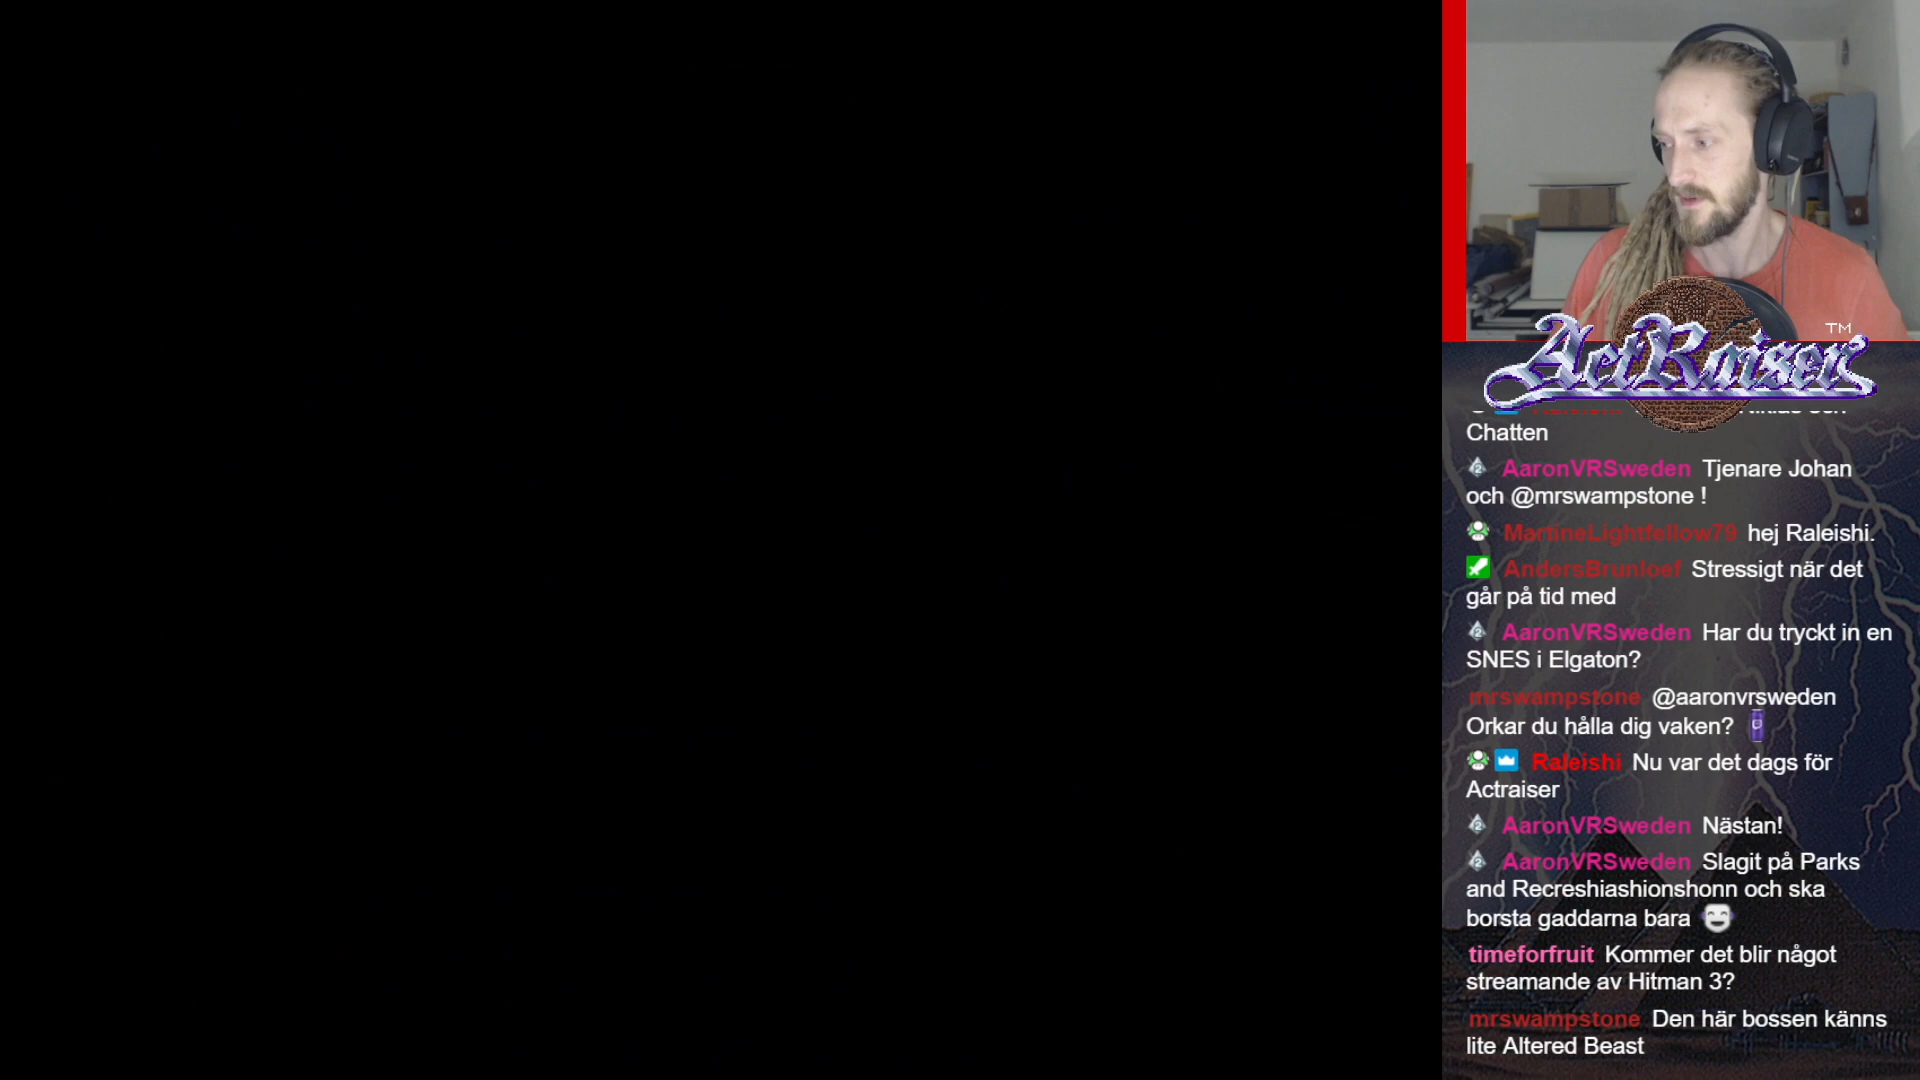 ActRaiser™
Chatten
AaronVRSweden Tjenare Johan
och @mrswampstone !
MartineLightfellow79 hej Raleishi.
AndersBrunloef Stressigt när det
går på tid med
AaronVRSweden Har du tryckt in en
SNES i Elgaton?
mrswampstone @aaronvrsweden
Orkar du hålla dig vaken?
Raleishi Nu var det dags för
Actraiser
AaronVRSweden Nästan!
AaronVRSweden Slagit på Parks
and Recreshiashionshonn och ska
borsta gaddarna bara
timeforfruit Kommer det blir något
streamande av Hitman 3?
mrswampstone Den här bossen känns
lite Altered Beast